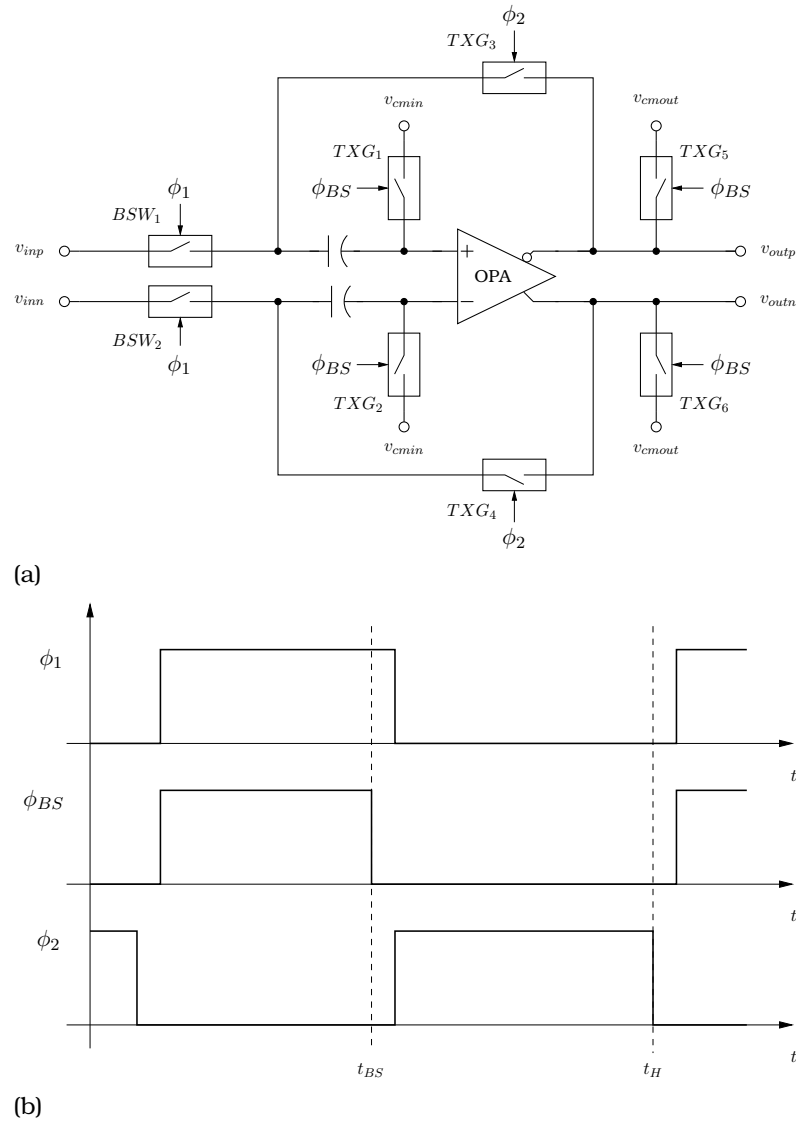 ϕ2
TXG3
vcmin
vcmout
TXG1
TXG5
ϕBS
ϕBS
ϕ1
BSW1
vinp
+
OPA
voutp
vinn
−
voutn
BSW2
ϕ1
ϕBS
ϕBS
TXG2
TXG6
vcmin
vcmout
TXG4
ϕ2
(a)
ϕ1
t
ϕBS
t
ϕ2
t
tBS
tH
(b)